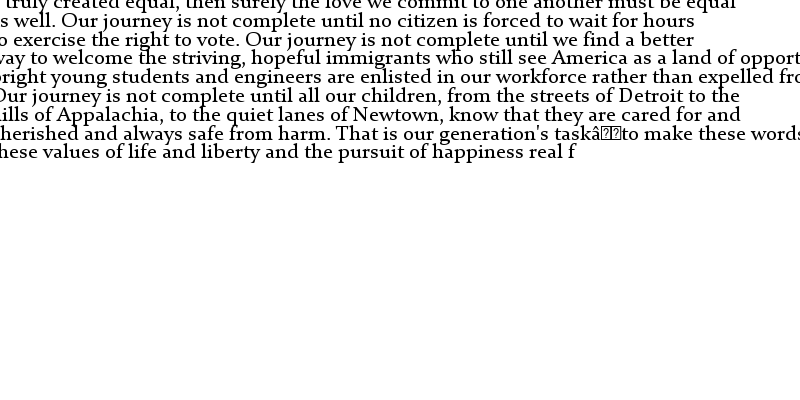 truly created equal, then surely the love we commit to one another must be equal
s well. Our journey is not complete until no citizen is forced to wait for hours
o exercise the right to vote. Our journey is not complete until we find a better
way to welcome the striving, hopeful immigrants who still see America as a land of opport
bright young students and engineers are enlisted in our workforce rather than expelled fro
Our journey is not complete until all our children, from the streets of Detroit to the
hills of Appalachia, to the quiet lanes of Newtown, know that they are cared for and
cherished and always safe from harm. That is our generation's taskâto make these words
these values of life and liberty and the pursuit of happiness real f